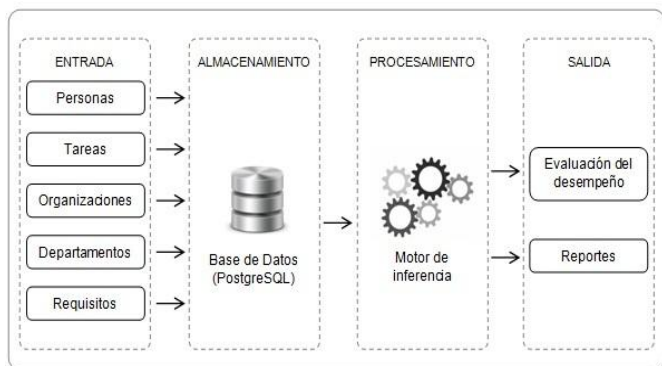 ENTRADA
Personas
Tareas
Organizaciones
Departamentos
Requisitos
ALMACENAMIENTO
Base de Datos
(PostgreSQL)
PROCESAMIENTO
Motor de
inferencia
SALIDA
Evaluación del
desempeño
Reportes